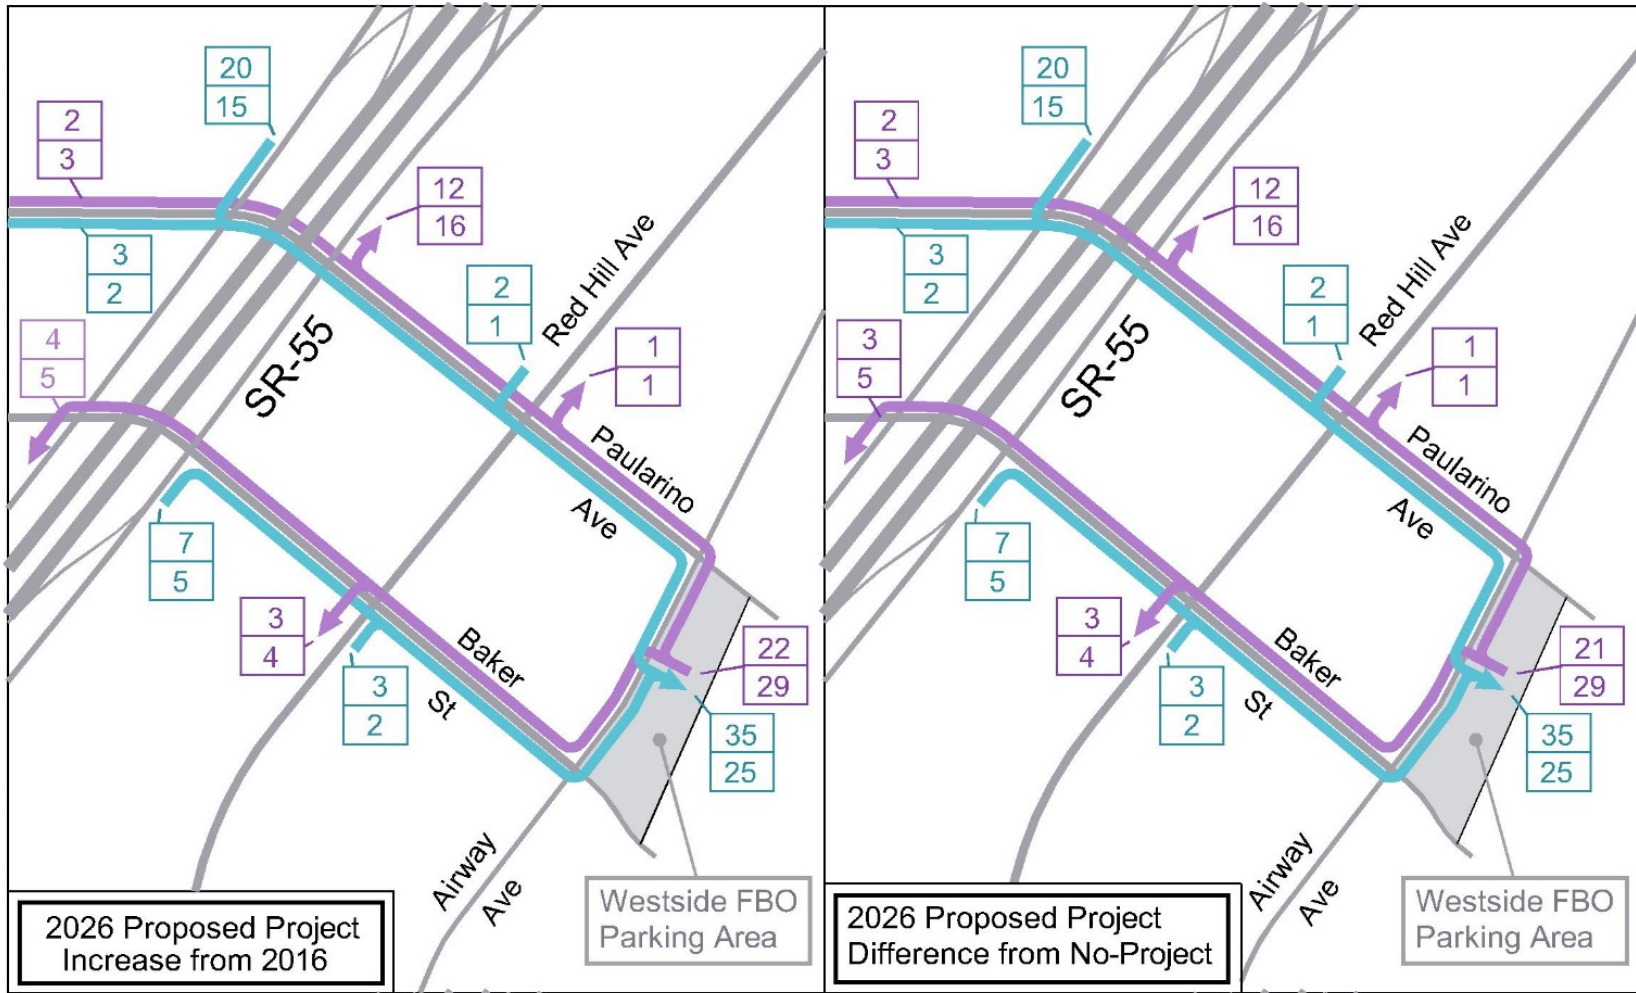 20
15
2
3
12
16
3
2
2
1
Red Hill Ave
4
5
SR-55
1
1
Paularino
Ave
7
5
3
4
Baker
St
3
2
22
29
35
25
Airway
Ave
Westside FBO
Parking Area
2026 Proposed Project
Increase from 2016
20
15
2
3
12
16
3
2
2
1
Red Hill Ave
3
5
SR-55
1
1
Paularino
Ave
7
5
3
4
Baker
St
3
2
21
29
35
25
Airway
Ave
Westside FBO
Parking Area
2026 Proposed Project
Difference from No-Project